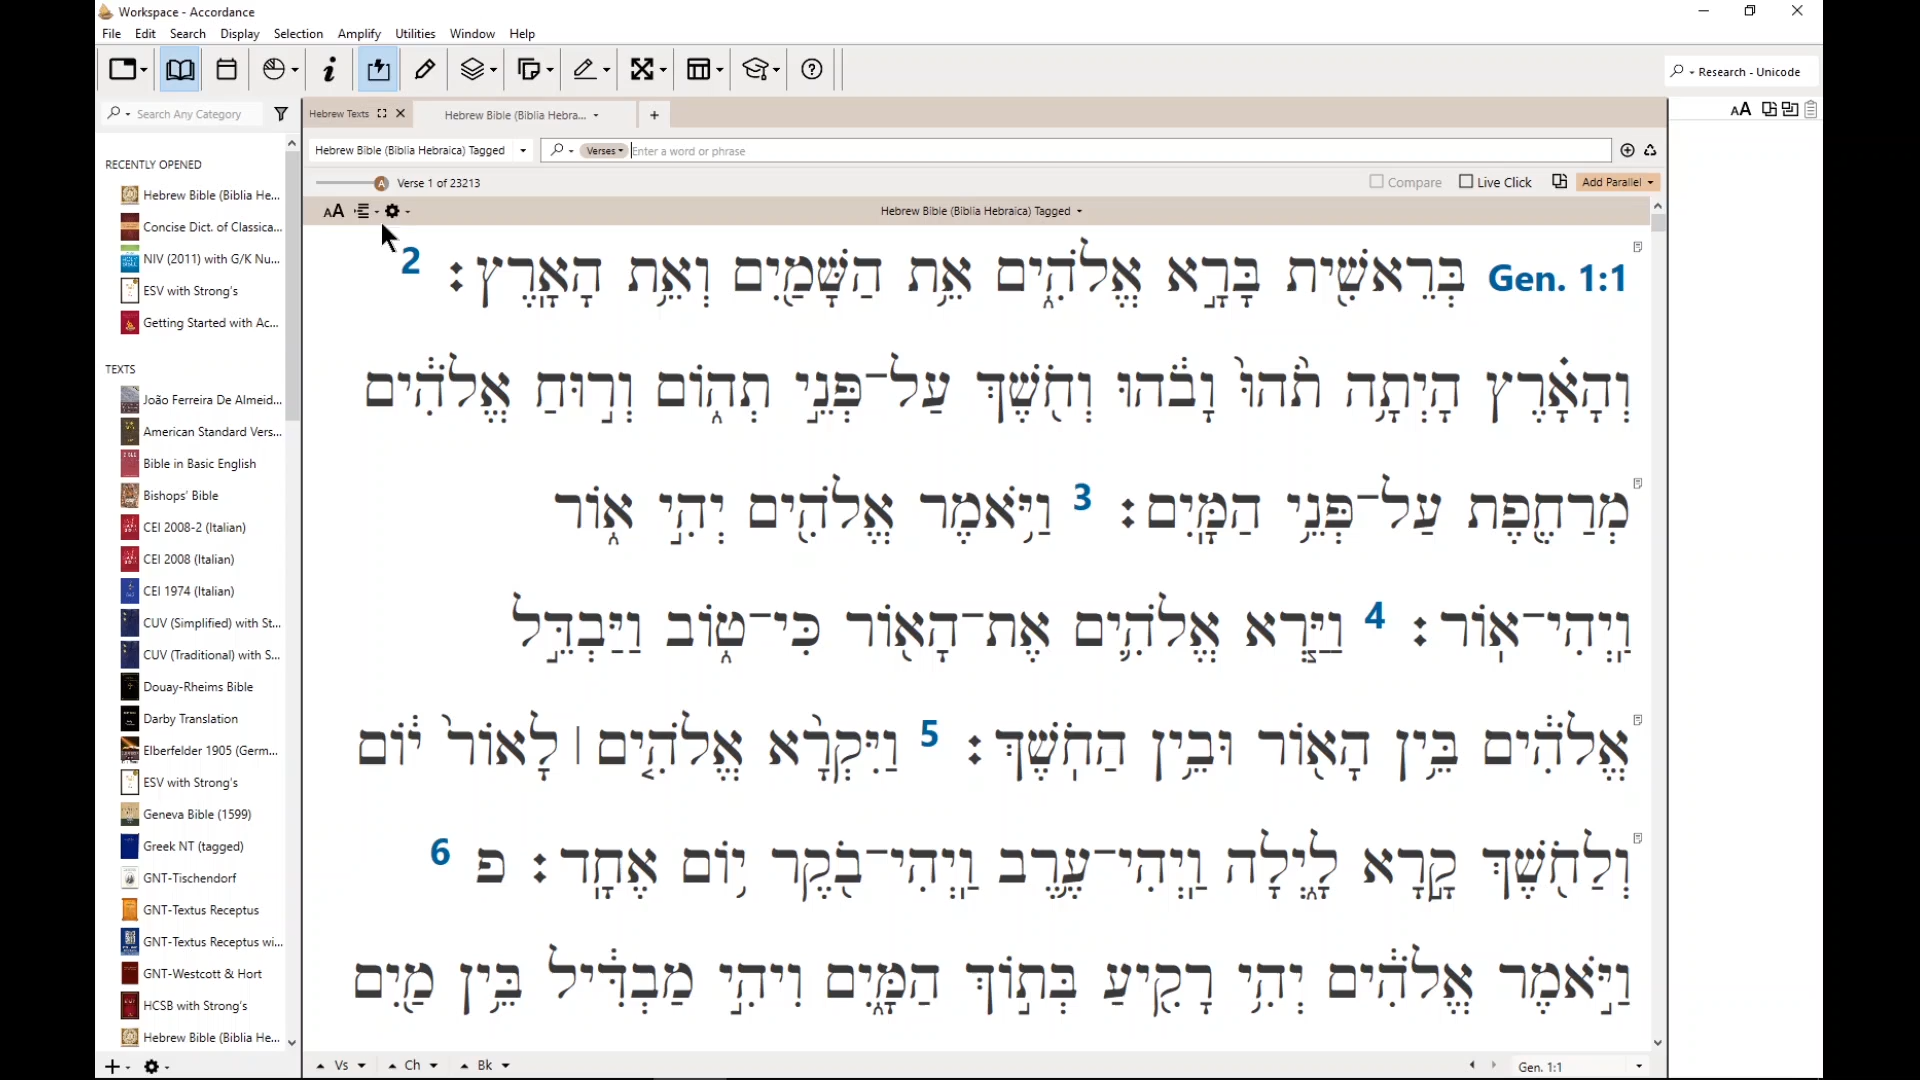 Workspace - Accordance
File Edit Search Display Selection Amplify Utilities Window Help
Research - Unicode
Search Any Category
RECENTLY OPENED
Hebrew Bible (Biblia He...
Concise Dict. of Classica...
NIV (2011) with G/K Nu...
ESV with Strong's
Getting Started with Ac...
TEXTS
João Ferreira De Almeid...
American Standard Vers...
Bible in Basic English
Bishops' Bible
CEI 2008-2 (Italian)
CEI 2008 (Italian)
CEI 1974 (Italian)
CUV (Simplified) with St...
CUV (Traditional) with S...
Douay-Rheims Bible
Darby Translation
Elberfelder 1905 (Germ...
ESV with Strong's
Geneva Bible (1599)
Greek NT (tagged)
GNT-Tischendorf
GNT-Textus Receptus
GNT-Textus Receptus wi...
GNT-Westcott & Hort
HCSB with Strong's
Hebrew Bible (Biblia He...
Hebrew Texts Hebrew Bible (Biblia Hebra...
Hebrew Bible (Biblia Hebraica) Tagged Verses Enter a word or phrase
A Verse 1 of 23213 Compare Live Click Add Parallel
AA Hebrew Bible (Biblia Hebraica) Tagged AA
Gen. 1:1 בְּרֵאשִׁ֖ית בָּרָ֣א אֱלֹהִ֑ים אֵ֥ת הַשָּׁמַ֖יִם וְאֵ֥ת הָאָֽרֶץ׃ 2
וְהָאָ֗רֶץ הָיְתָ֥ה תֹ֙הוּ֙ וָבֹ֔הוּ וְחֹ֖שֶׁךְ עַל־פְּנֵ֣י תְה֑וֹם וְר֣וּחַ אֱלֹהִ֔ים
מְרַחֶ֖פֶת עַל־פְּנֵ֥י הַמָּֽיִם׃ 3 וַיֹּ֥אמֶר אֱלֹהִ֖ים יְהִ֣י א֑וֹר
וַֽיְהִי־אֽוֹר׃ 4 וַיַּ֧רְא אֱלֹהִ֛ים אֶת־הָא֖וֹר כִּי־ט֑וֹב וַיַּבְדֵּ֣ל
אֱלֹהִ֔ים בֵּ֥ין הָא֖וֹר וּבֵ֥ין הַחֹֽשֶׁךְ׃ 5 וַיִּקְרָ֨א אֱלֹהִ֤ים׀ לָאוֹר֙ י֔וֹם
וְלַחֹ֖שֶׁךְ קָ֣רָא לָ֑יְלָה וַֽיְהִי־עֶ֥רֶב וַֽיְהִי־בֹ֖קֶר י֥וֹם אֶחָֽד׃ פ 6
וַיֹּ֣אמֶר אֱלֹהִ֔ים יְהִ֥י רָקִ֖יעַ בְּת֣וֹךְ הַמָּ֑יִם וִיהִ֣י מַבְדִּ֔יל בֵּ֥ין מַ֖יִם
Vs Ch Bk Gen. 1:1